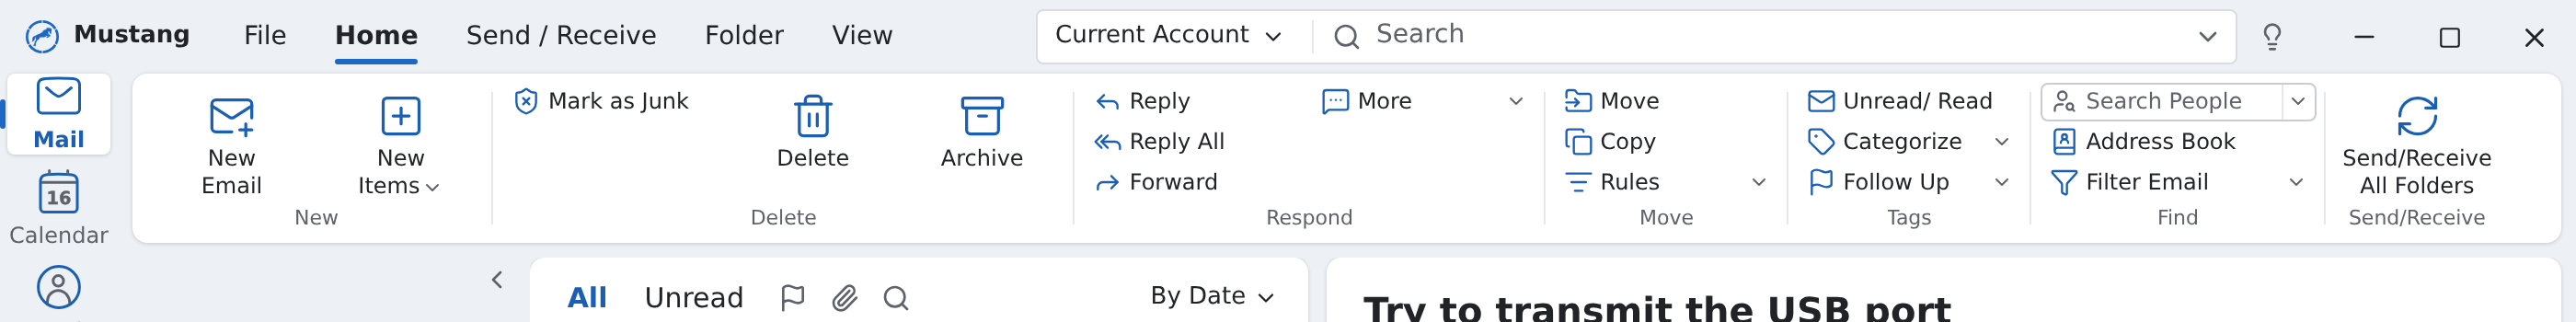 Mustang File Home Send / Receive Folder View Current Account Search
Mail
16
Calendar
New Email
New Items
New
Mark as Junk
Delete
Archive
Delete
Reply
Reply All
Forward
More
Respond
Move
Copy
Rules
Move
Unread/ Read
Categorize
Follow Up
Tags
Search People
Address Book
Filter Email
Find
Send/Receive
All Folders
Send/Receive
All Unread By Date
Try to transmit the USB port